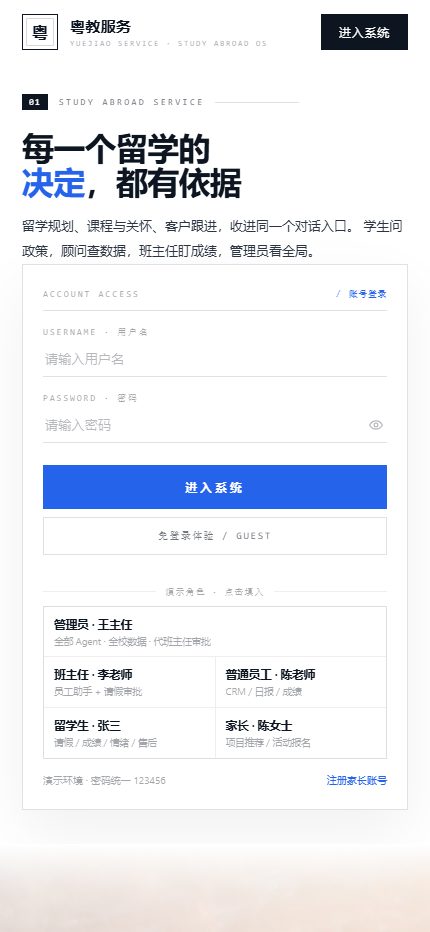 粤
粤教服务
YUEJIAO SERVICE · STUDY ABROAD OS
进入系统
01 STUDY ABROAD SERVICE
每一个留学的
决定，都有依据
留学规划、课程与关怀、客户跟进，收进同一个对话入口。 学生问
政策，顾问查数据，班主任盯成绩，管理员看全局。
ACCOUNT ACCESS
/ 账号登录
USERNAME · 用户名
请输入用户名
PASSWORD · 密码
请输入密码
进入系统
免登录体验 / GUEST
演示角色 · 点击填入
管理员 · 王主任
全部 Agent · 全校数据 · 代班主任审批
班主任 · 李老师
员工助手 + 请假审批
普通员工 · 陈老师
CRM / 日报 / 成绩
留学生 · 张三
请假 / 成绩 / 情绪 / 售后
家长 · 陈女士
项目推荐 / 活动报名
演示环境 · 密码统一 123456
注册家长账号